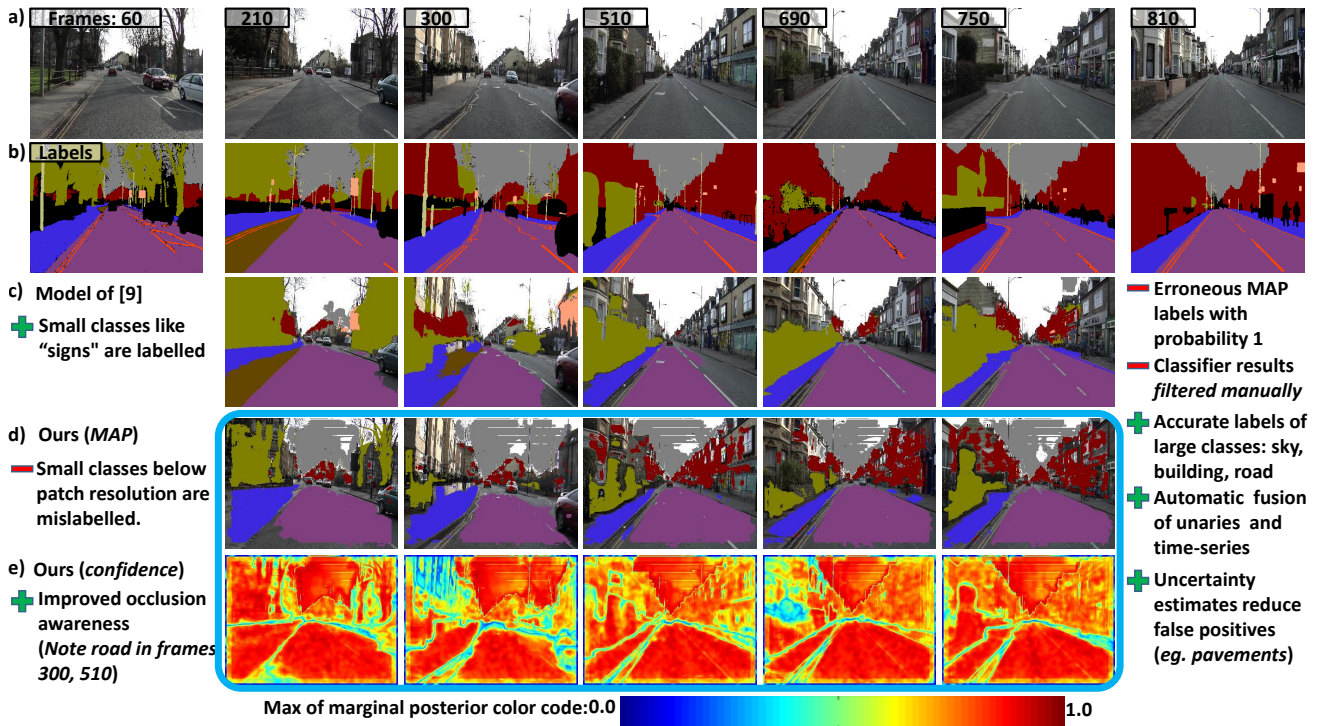 a)
Frames: 60
210
300
510
690
750
810
b)
Labels
c) Model of [9]
Small classes like
“signs" are labelled
Erroneous MAP
labels with
probability 1
Classifier results
filtered manually
d) Ours (MAP)
Small classes below
patch resolution are
mislabelled.
Accurate labels of
large classes: sky,
building, road
Automatic fusion
of unaries and
time-series
e) Ours (confidence)
Improved occlusion
awareness
(Note road in frames
300, 510)
Uncertainty
estimates reduce
false positives
(eg. pavements)
Max of marginal posterior color code:0.0
1.0